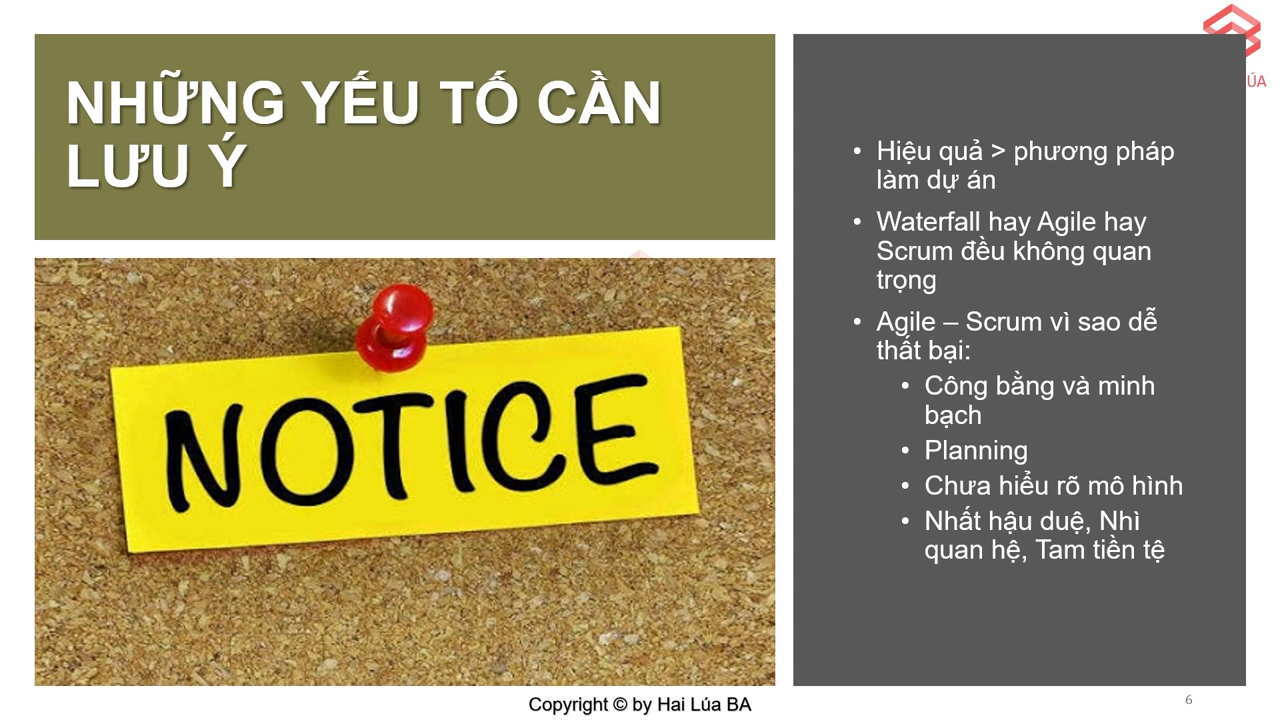 NHỮNG YẾU TỐ CẦN
LƯU Ý
NOTICE
ÚA
• Hiệu quả > phương pháp
làm dự án
• Waterfall hay Agile hay
Scrum đều không quan
trọng
• Agile – Scrum vì sao dễ
thất bại:
• Công bằng và minh
bạch
• Planning
• Chưa hiểu rõ mô hình
• Nhất hậu duệ, Nhì
quan hệ, Tam tiền tệ
Copyright © by Hai Lúa BA
6